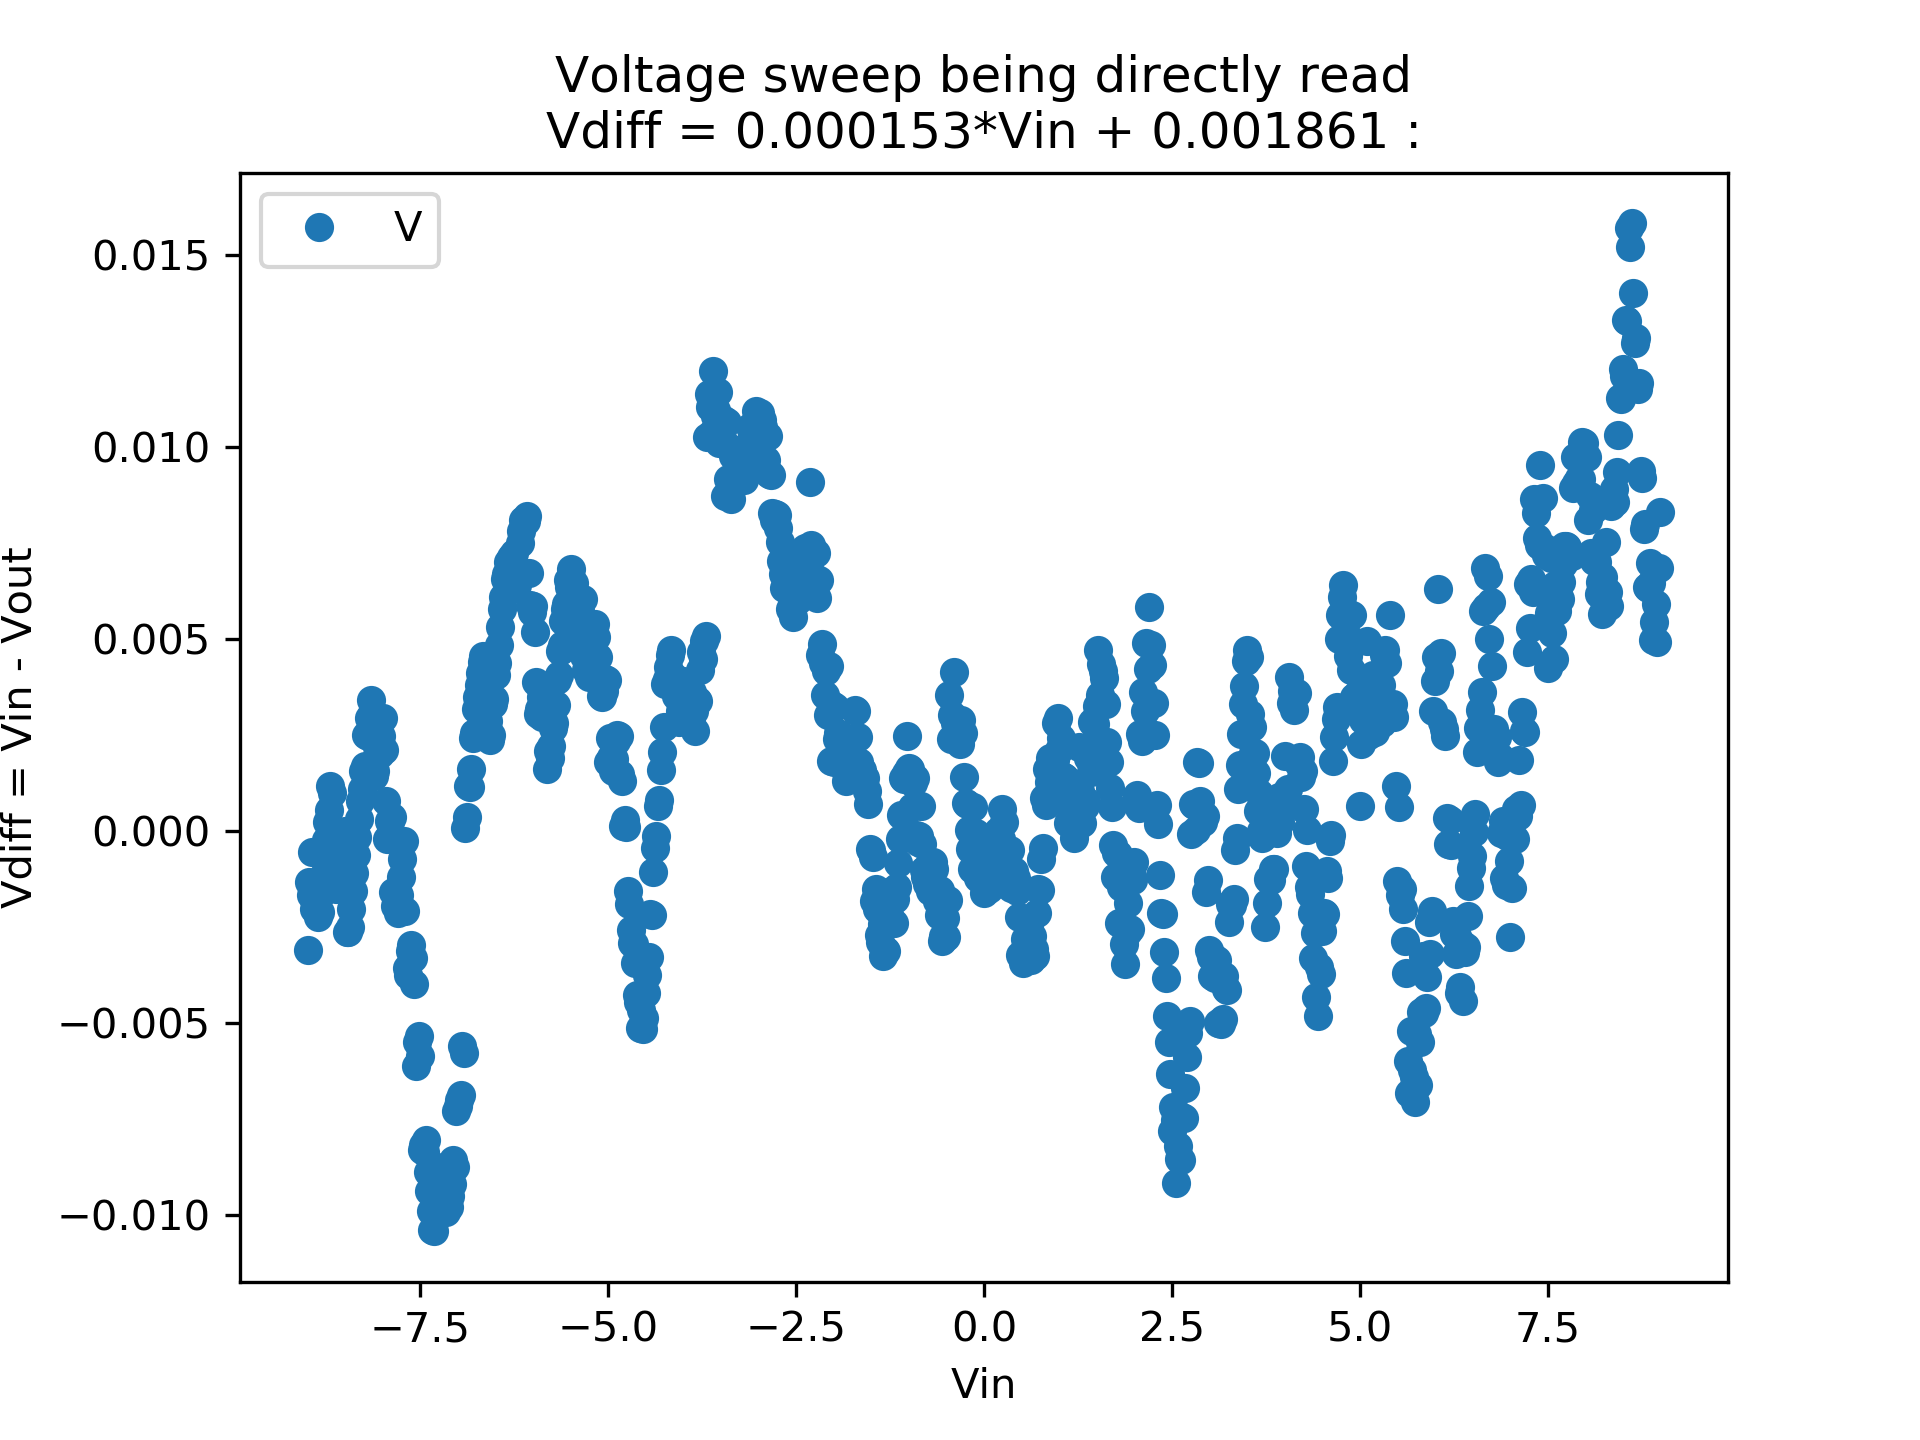 Voltage sweep being directly read
Vdiff = 0.000153*Vin + 0.001861 :
V
0.015
0.010
0.005
0.000
−0.005
−0.010
Vdiff = Vin - Vout
−7.5 −5.0 −2.5 0.0 2.5 5.0 7.5
Vin